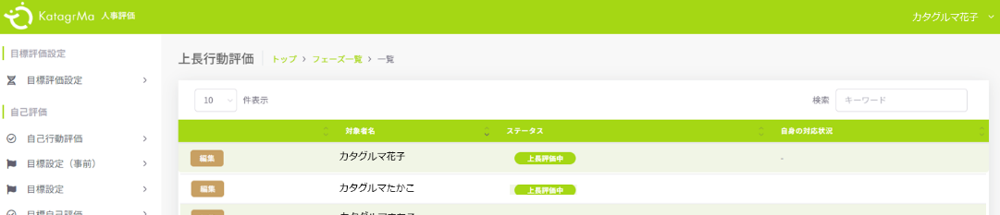 KatagrMa 人事評価
カタグルマ花子
目標評価設定
目標評価設定
自己評価
自己行動評価
目標設定（事前）
目標設定
目標自己評価
上長行動評価 トップ > フェーズ一覧 > 一覧
10 件表示 検索 キーワード
対象者名 ステータス 自身の対応状況
編集 カタグルマ花子 上長評価中 -
編集 カタグルマたかこ 上長評価中